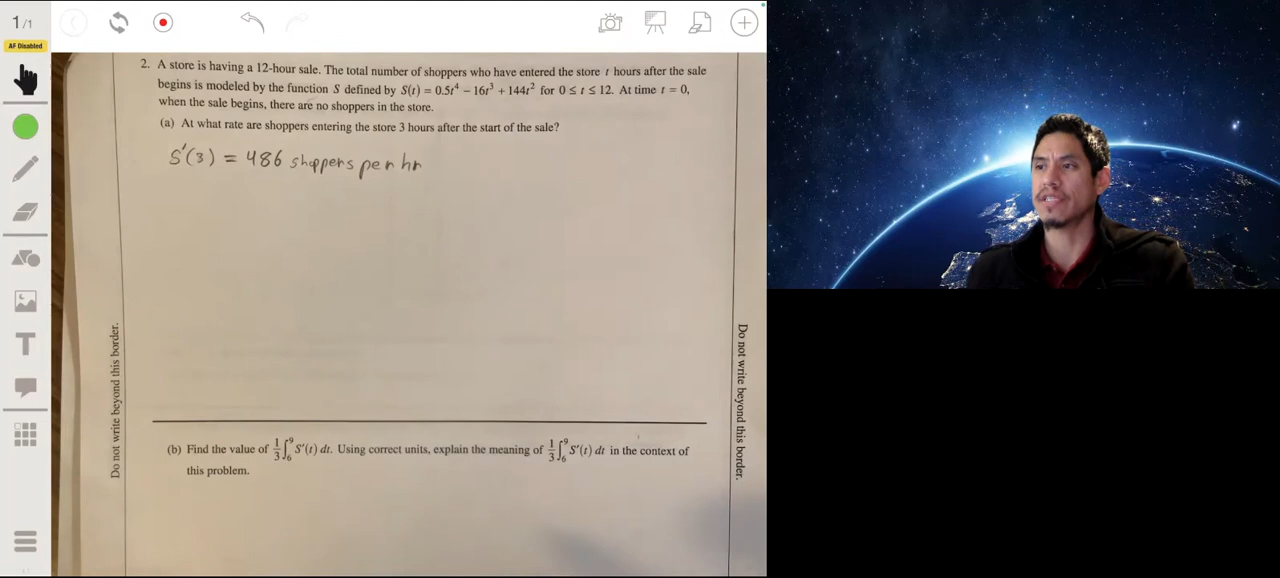 1/1
AF Disabled
2. A store is having a 12-hour sale. The total number of shoppers who have entered the store t hours after the sale
begins is modeled by the function S defined by S(t) = 0.5t⁴ − 16t³ + 144t² for 0 ≤ t ≤ 12. At time t = 0,
when the sale begins, there are no shoppers in the store.
(a) At what rate are shoppers entering the store 3 hours after the start of the sale?
S'(3) = 486 shoppers per hr
Do not write beyond this border.
Do not write beyond this border.
(b) Find the value of 1/3 ∫₆⁹ S'(t) dt. Using correct units, explain the meaning of 1/3 ∫₆⁹ S'(t) dt in the context of
this problem.
T